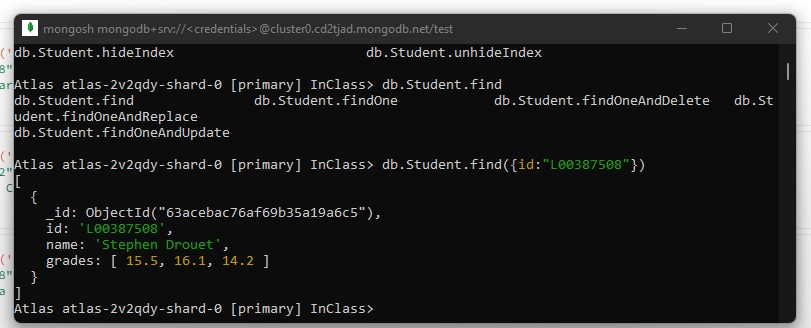 mongosh mongodb+srv://<credentials>@cluster0.cd2tjad.mongodb.net/test
db.Student.hideIndex db.Student.unhideIndex
Atlas atlas-2v2qdy-shard-0 [primary] InClass> db.Student.find
db.Student.find db.Student.findOne db.Student.findOneAndDelete db.St
udent.findOneAndReplace
db.Student.findOneAndUpdate
Atlas atlas-2v2qdy-shard-0 [primary] InClass> db.Student.find({id:"L00387508"})
[
{
_id: ObjectId("63acebac76af69b35a19a6c5"),
id: 'L00387508',
name: 'Stephen Drouet',
grades: [ 15.5, 16.1, 14.2 ]
}
]
Atlas atlas-2v2qdy-shard-0 [primary] InClass>